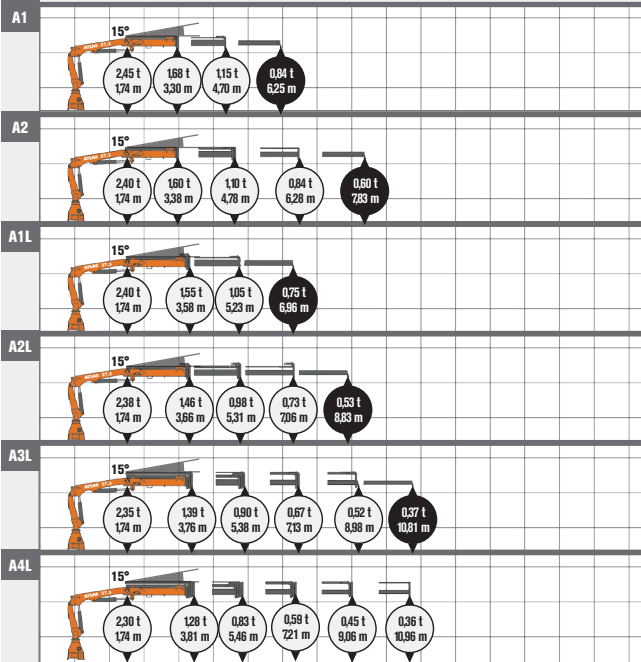 A1
15°
2,45 t 1,68 t 1,15 t 0,84 t
1,74 m 3,30 m 4,70 m 6,25 m
A2
15°
2,40 t 1,60 t 1,10 t 0,84 t 0,60 t
1,74 m 3,38 m 4,78 m 6,28 m 7,83 m
A1L
15°
2,40 t 1,55 t 1,05 t 0,75 t
1,74 m 3,58 m 5,23 m 6,96 m
A2L
15°
2,38 t 1,46 t 0,98 t 0,73 t 0,53 t
1,74 m 3,66 m 5,31 m 7,06 m 8,83 m
A3L
15°
2,35 t 1,39 t 0,90 t 0,67 t 0,52 t 0,37 t
1,74 m 3,76 m 5,38 m 7,13 m 8,98 m 10,81 m
A4L
15°
2,30 t 1,28 t 0,83 t 0,59 t 0,45 t 0,36 t
1,74 m 3,81 m 5,46 m 7,21 m 9,06 m 10,96 m